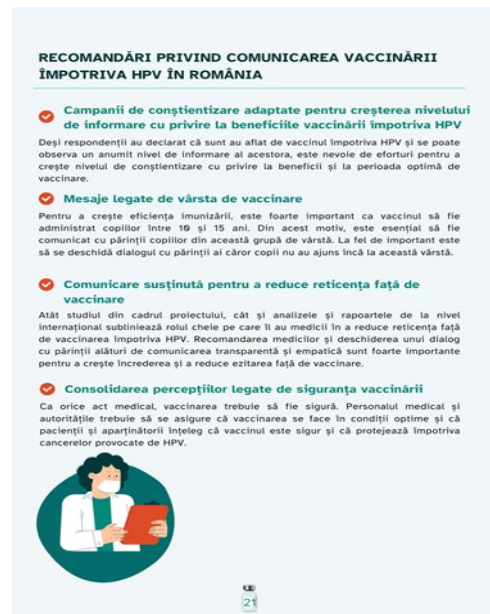 RECOMANDĂRI PRIVIND COMUNICAREA VACCINĂRII
ÎMPOTRIVA HPV ÎN ROMÂNIA
Campanii de conștientizare adaptate pentru creșterea nivelului
de informare cu privire la beneficiile vaccinării împotriva HPV
Deși respondenții au declarat că sunt au aflat de vaccinul împotriva HPV și se poate
observa un anumit nivel de informare al acestora, este nevoie de eforturi pentru a
crește nivelul de conștientizare cu privire la beneficii și la perioada optimă de
vaccinare.
Mesaje legate de vârsta de vaccinare
Pentru a crește eficiența imunizării, este foarte important ca vaccinul să fie
administrat copiilor între 10 și 15 ani. Din acest motiv, este esențial să fie
comunicat cu părinții copiilor din această grupă de vârstă. La fel de important este
să se deschidă dialogul cu părinții ai căror copii nu au ajuns încă la această vârstă.
Comunicare susținută pentru a reduce reticența față de
vaccinare
Atât studiul din cadrul proiectului, cât și analizele și rapoartele de la nivel
internațional subliniează rolul cheie pe care îl au medicii în a reduce reticența față
de vaccinarea împotriva HPV. Recomandarea medicilor și deschiderea unui dialog
cu părinții alături de comunicarea transparentă și empatică sunt foarte importante
pentru a crește încrederea și a reduce ezitarea față de vaccinare.
Consolidarea percepțiilor legate de siguranța vaccinării
Ca orice act medical, vaccinarea trebuie să fie sigură. Personalul medical și
autoritățile trebuie să se asigure că vaccinarea se face în condiții optime și că
pacienții și aparținătorii înțeleg că vaccinul este sigur și că protejează împotriva
cancerelor provocate de HPV.
21